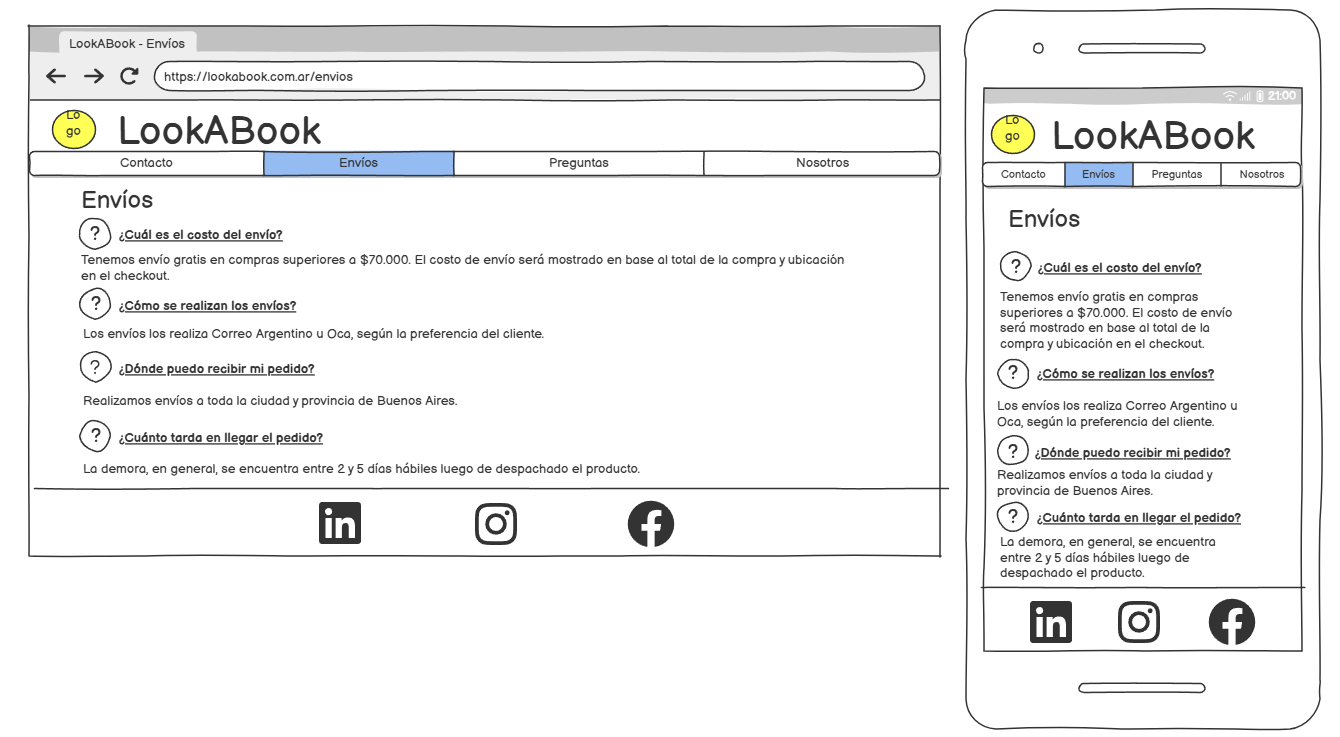 LookABook - Envíos
https://lookabook.com.ar/envios
Lo
go
LookABook
Contacto Envíos Preguntas Nosotros
Envíos
? ¿Cuál es el costo del envío?
Tenemos envío gratis en compras superiores a $70.000. El costo de envío será mostrado en base al total de la compra y ubicación
en el checkout.
? ¿Cómo se realizan los envíos?
Los envíos los realiza Correo Argentino u Oca, según la preferencia del cliente.
? ¿Dónde puedo recibir mi pedido?
Realizamos envíos a toda la ciudad y provincia de Buenos Aires.
? ¿Cuánto tarda en llegar el pedido?
La demora, en general, se encuentra entre 2 y 5 días hábiles luego de despachado el producto.
in
21:00
Lo
go
LookABook
Contacto Envíos Preguntas Nosotros
Envíos
? ¿Cuál es el costo del envío?
Tenemos envío gratis en compras
superiores a $70.000. El costo de envío
será mostrado en base al total de la
compra y ubicación en el checkout.
? ¿Cómo se realizan los envíos?
Los envíos los realiza Correo Argentino u
Oca, según la preferencia del cliente.
? ¿Dónde puedo recibir mi pedido?
Realizamos envíos a toda la ciudad y
provincia de Buenos Aires.
? ¿Cuánto tarda en llegar el pedido?
La demora, en general, se encuentra
entre 2 y 5 días hábiles luego de
despachado el producto.
in